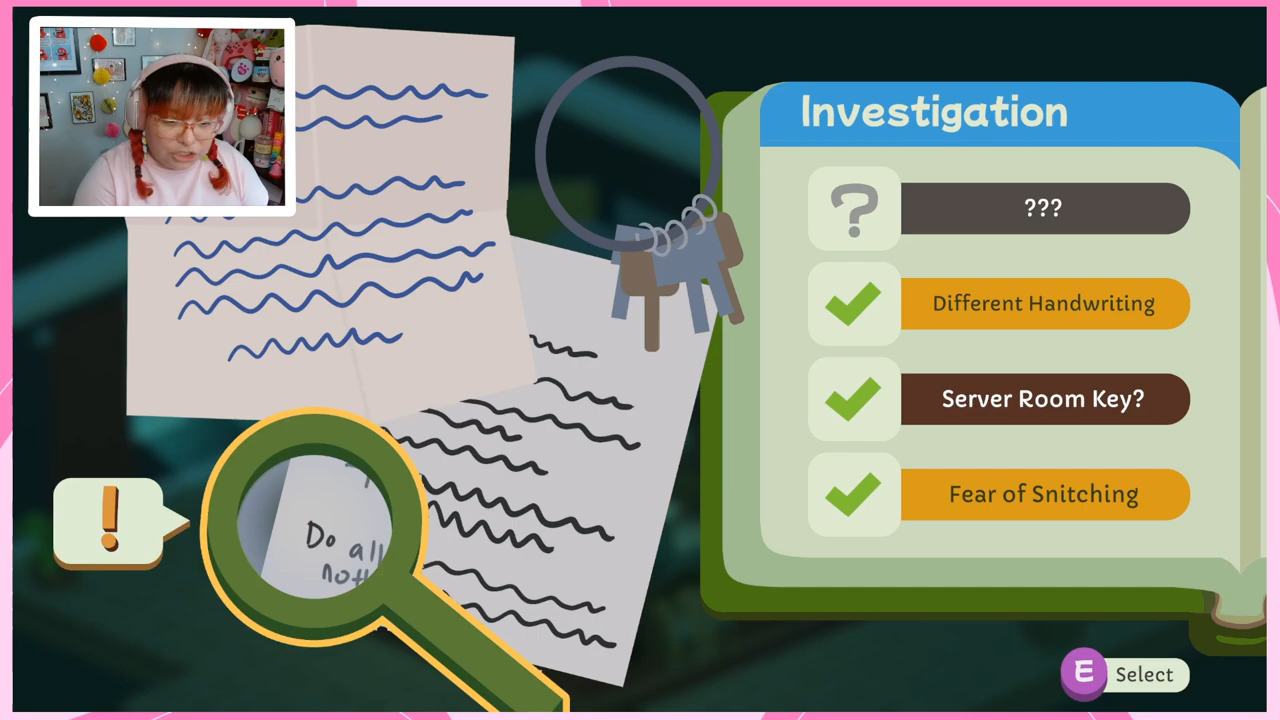 Investigation
???
Different Handwriting
Server Room Key?
Fear of Snitching
!
Do all
E Select